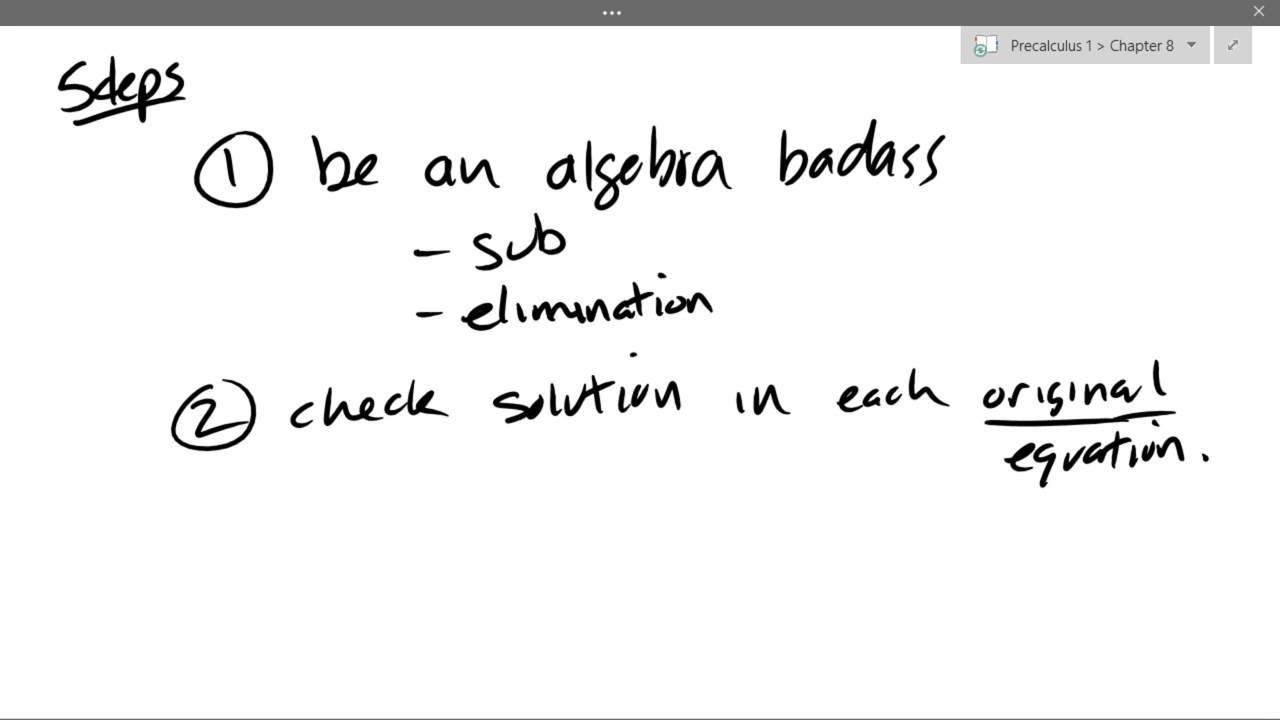 Precalculus 1 > Chapter 8
Steps
① be an algebra badass
- sub
- elimination
② check solution in each original
equation.